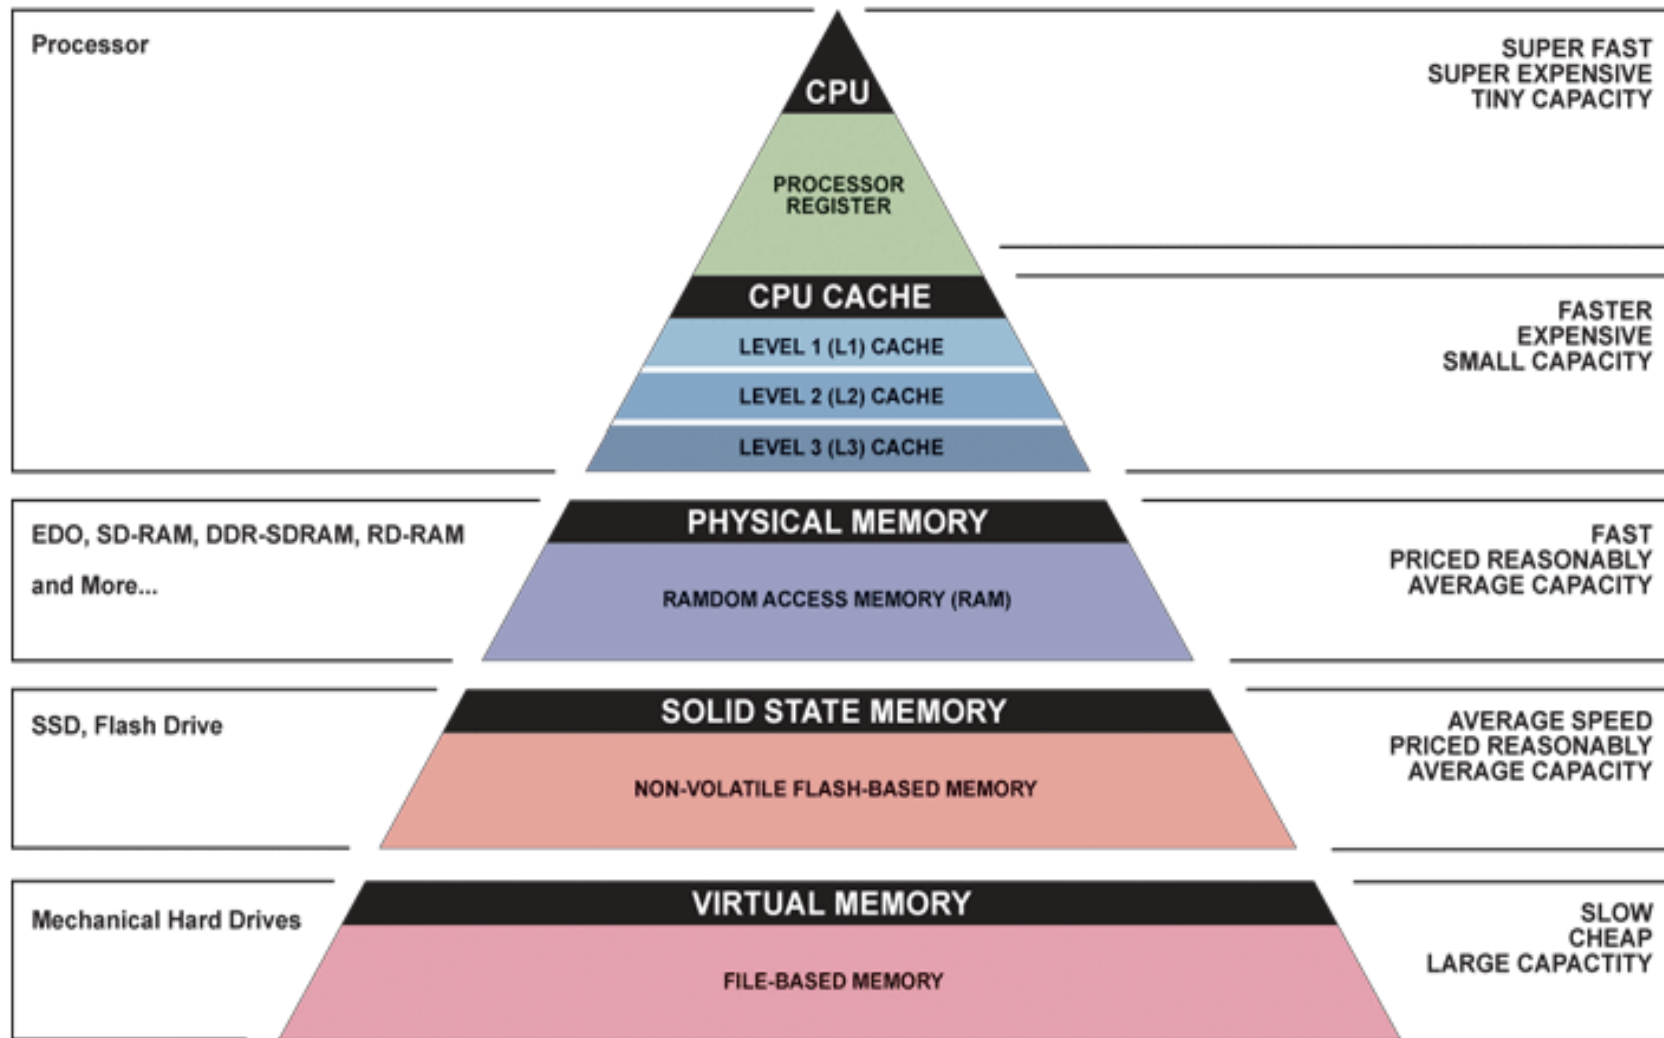 Processor
CPU
SUPER FAST
SUPER EXPENSIVE
TINY CAPACITY
PROCESSOR
REGISTER
CPU CACHE
LEVEL 1 (L1) CACHE
LEVEL 2 (L2) CACHE
LEVEL 3 (L3) CACHE
FASTER
EXPENSIVE
SMALL CAPACITY
EDO, SD-RAM, DDR-SDRAM, RD-RAM
and More...
PHYSICAL MEMORY
RAMDOM ACCESS MEMORY (RAM)
FAST
PRICED REASONABLY
AVERAGE CAPACITY
SSD, Flash Drive
SOLID STATE MEMORY
NON-VOLATILE FLASH-BASED MEMORY
AVERAGE SPEED
PRICED REASONABLY
AVERAGE CAPACITY
Mechanical Hard Drives
VIRTUAL MEMORY
FILE-BASED MEMORY
SLOW
CHEAP
LARGE CAPACTITY